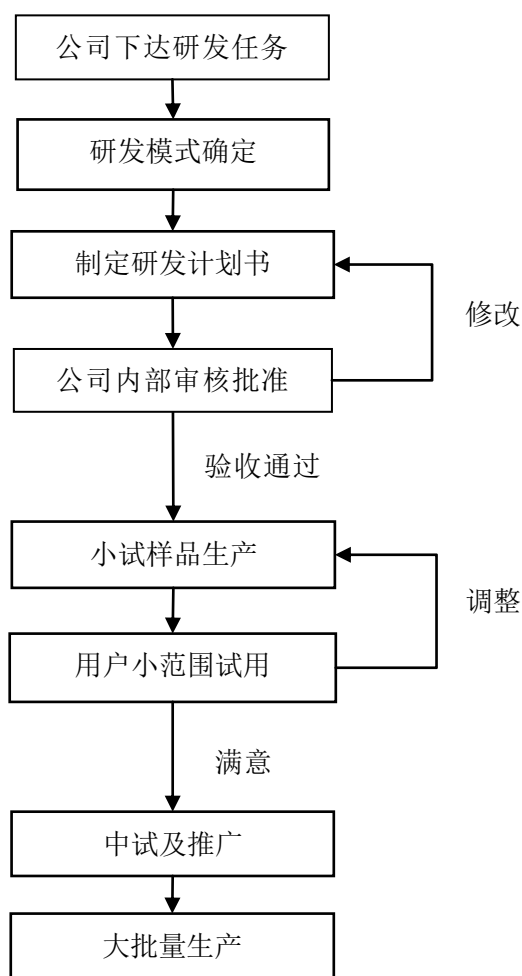 公司下达研发任务
研发模式确定
制定研发计划书
修改
公司内部审核批准
验收通过
小试样品生产
调整
用户小范围试用
满意
中试及推广
大批量生产